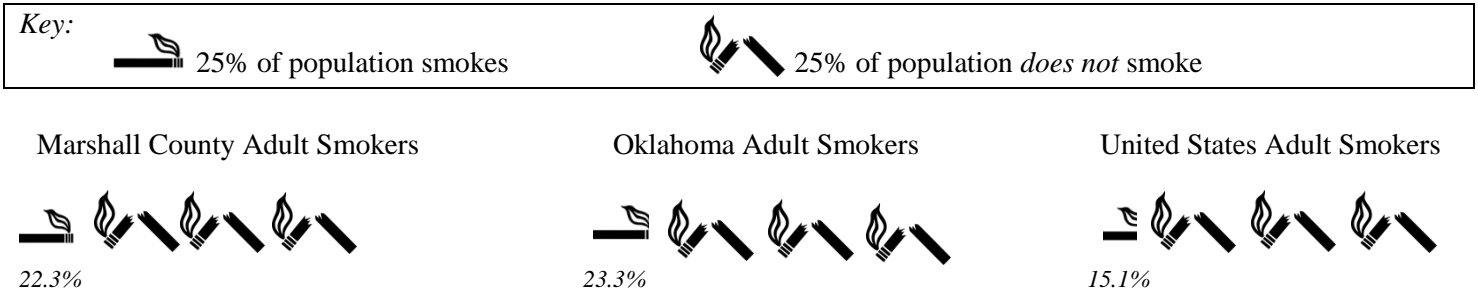 Key:
25% of population smokes 25% of population does not smoke
Marshall County Adult Smokers Oklahoma Adult Smokers United States Adult Smokers
22.3% 23.3% 15.1%